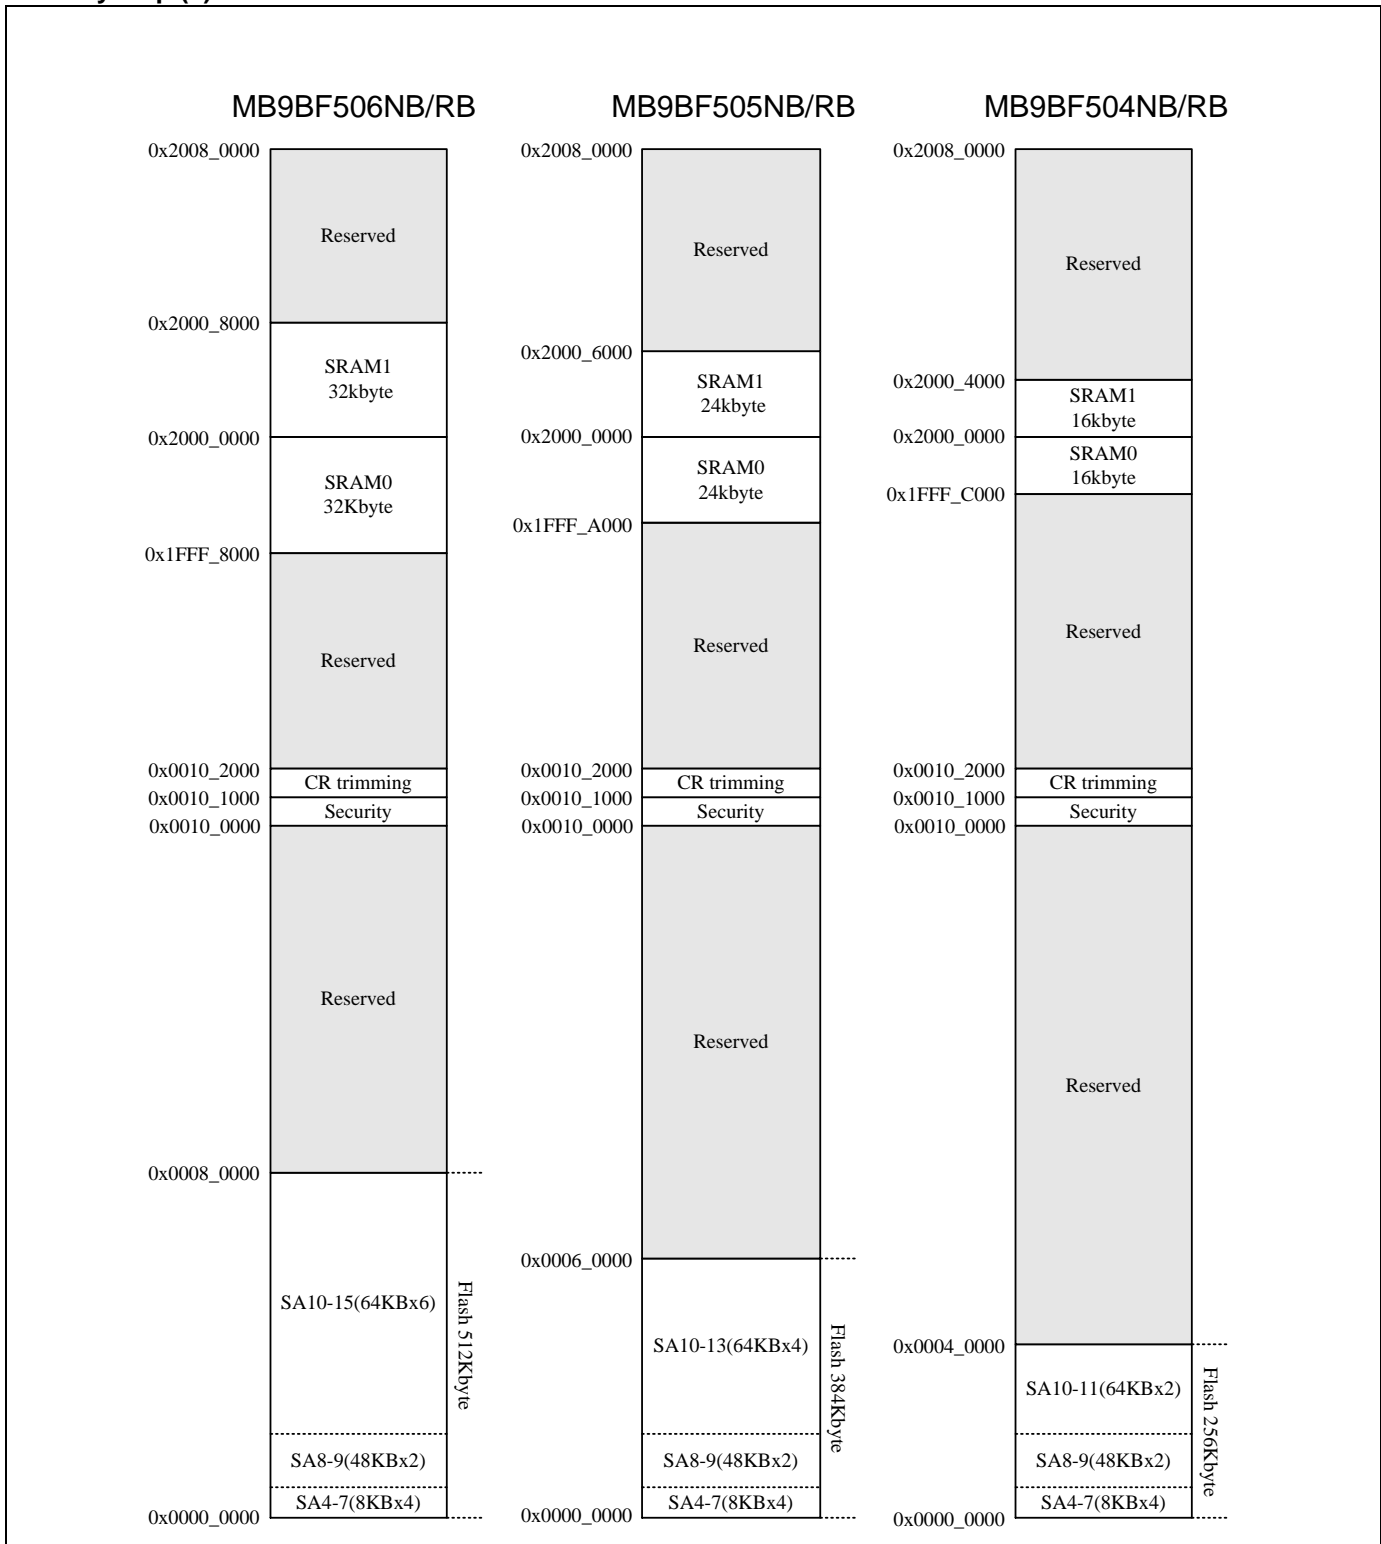 MB9BF506NB/RB
0x2008_0000
Reserved
0x2000_8000
SRAM1
32kbyte
0x2000_0000
SRAM0
32Kbyte
0x1FFF_8000
Reserved
0x0010_2000
CR trimming
0x0010_1000
Security
0x0010_0000
Reserved
0x0008_0000
SA10-15(64KBx6)
Flash 512Kbyte
SA8-9(48KBx2)
SA4-7(8KBx4)
0x0000_0000
MB9BF505NB/RB
0x2008_0000
Reserved
0x2000_6000
SRAM1
24kbyte
0x2000_0000
SRAM0
24kbyte
0x1FFF_A000
Reserved
0x0010_2000
CR trimming
0x0010_1000
Security
0x0010_0000
Reserved
0x0006_0000
SA10-13(64KBx4)
Flash 384Kbyte
SA8-9(48KBx2)
SA4-7(8KBx4)
0x0000_0000
MB9BF504NB/RB
0x2008_0000
Reserved
0x2000_4000
SRAM1
16kbyte
0x2000_0000
SRAM0
16kbyte
0x1FFF_C000
Reserved
0x0010_2000
CR trimming
0x0010_1000
Security
0x0010_0000
Reserved
0x0004_0000
SA10-11(64KBx2)
Flash 256Kbyte
SA8-9(48KBx2)
SA4-7(8KBx4)
0x0000_0000